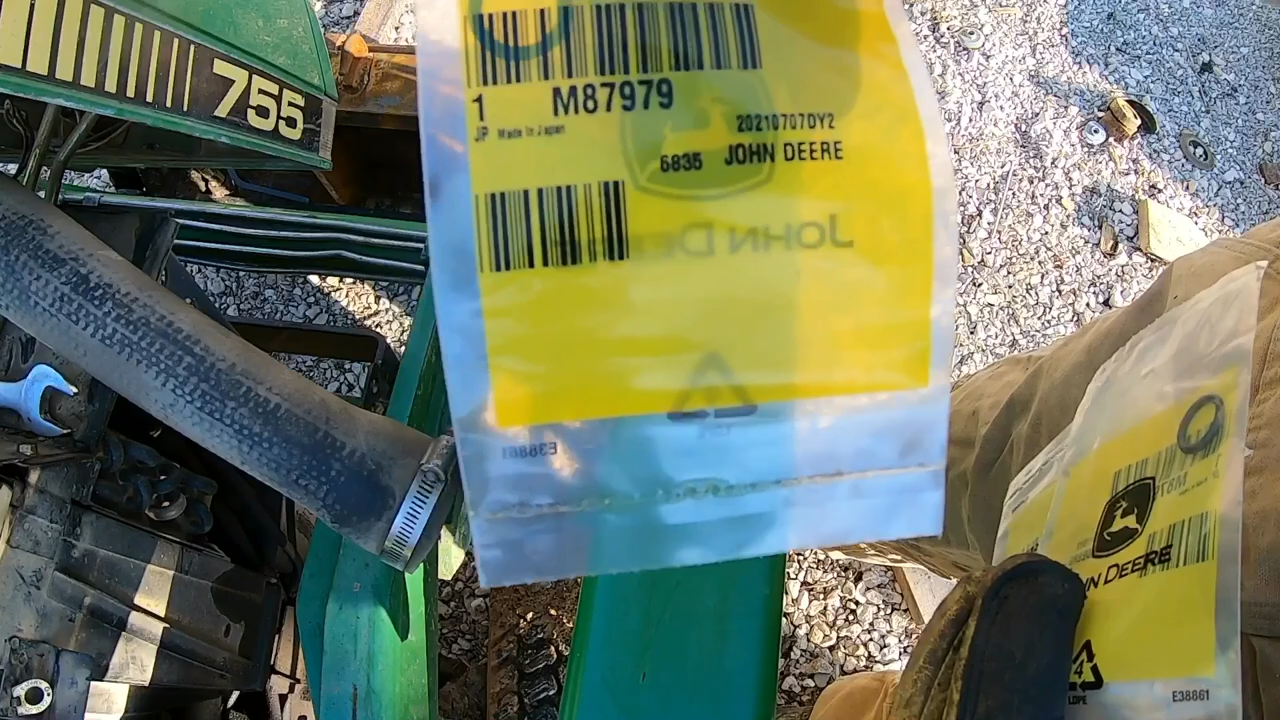 755
1 M87979
JP Made In Japan
20210707DY2
6835 JOHN DEERE
JOHN DEERE
E38861
M87
JOHN DEERE
4
LDPE
E38861